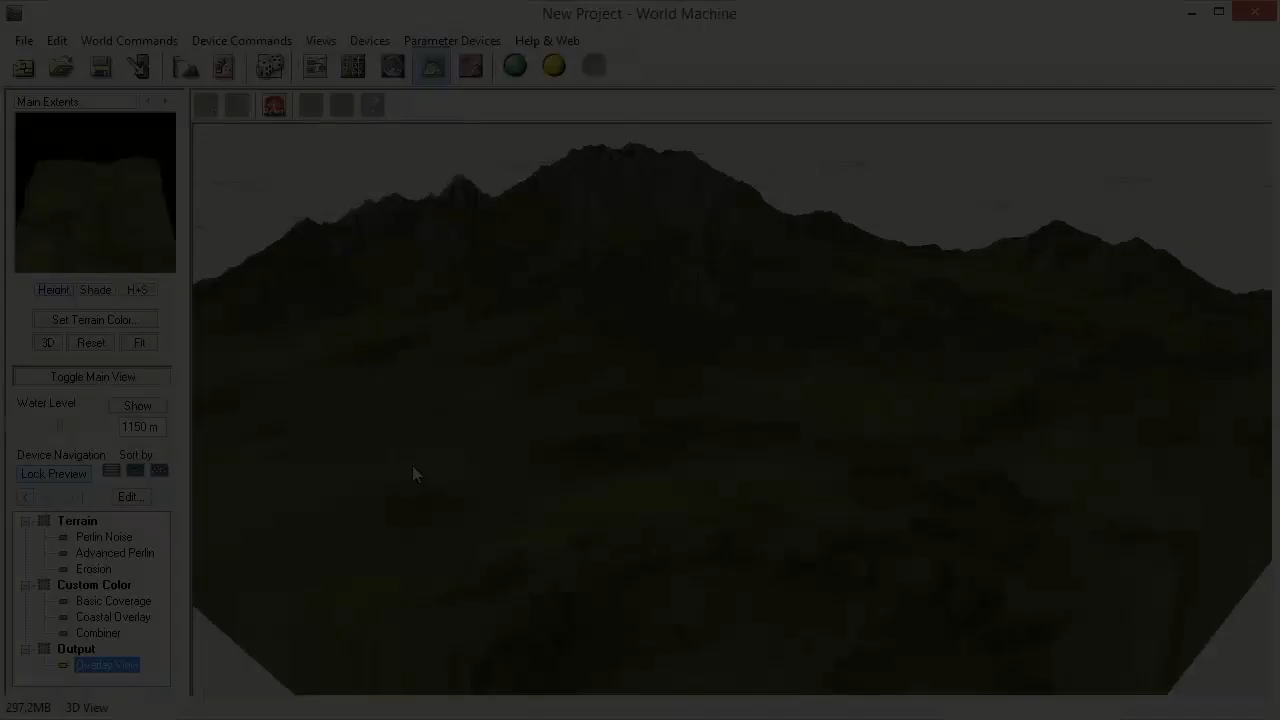 New Project - World Machine
File Edit World Commands Device Commands Views Devices Parameter Devices Help & Web
Main Extents
Height Shade H+S
Set Terrain Color...
3D Reset Fit
Toggle Main View
Water Level
Show
1150 m
Device Navigation Sort by
Lock Preview
Edit...
Terrain
Perlin Noise
Advanced Perlin
Erosion
Custom Color
Basic Coverage
Coastal Overlay
Combiner
Output
Overlay View
297.2MB 3D View